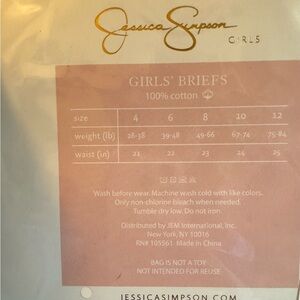 Jessica Simpson
GIRLS
GIRLS' BRIEFS
100% cotton
size 4 6 8 10 12
weight (lb) 28-38 39-48 49-66 67-74 75-84
waist (in) 21 22 23 24 25
Wash before wear. Machine wash cold with like colors.
Only non-chlorine bleach when needed.
Tumble dry low. Do not iron.
Distributed by JEM International, Inc.
New York, NY 10016
RN# 105561 Made in China
BAG IS NOT A TOY
NOT INTENDED FOR REUSE
JESSICASIMPSON.COM